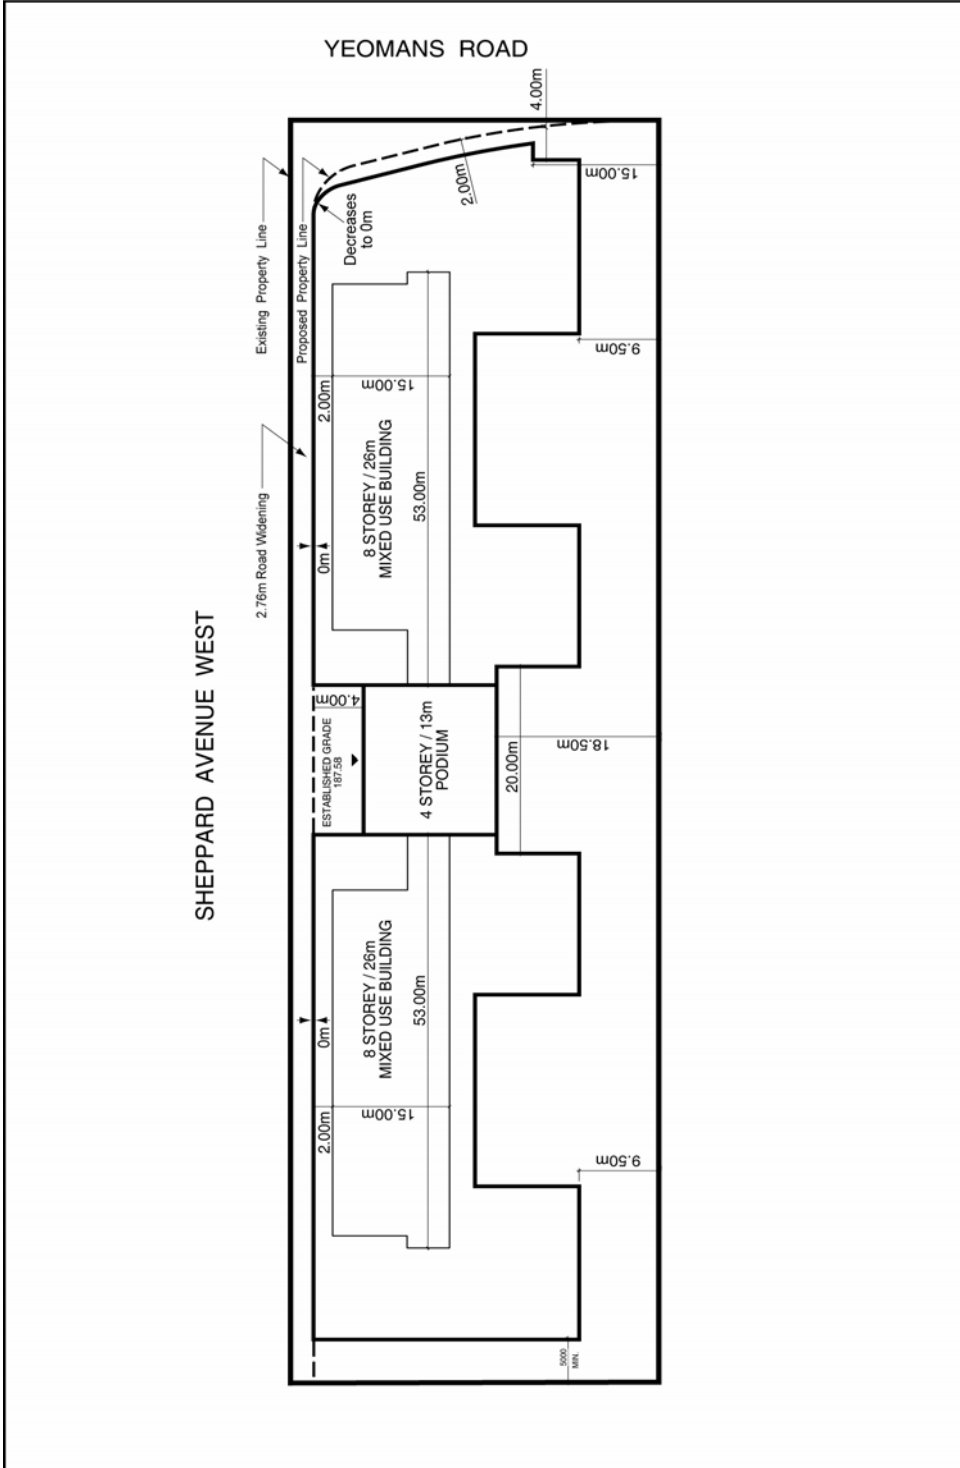 YEOMANS ROAD
4.00m
15.00m
2.00m
Decreases
to 0m
Existing Property Line
Proposed Property Line
9.50m
2.00m
15.00m
8 STOREY / 26m
MIXED USE BUILDING
53.00m
2.76m Road Widening
0m
SHEPPARD AVENUE WEST
4.00m
ESTABLISHED GRADE
187.58
4 STOREY / 13m
PODIUM
20.00m
18.50m
8 STOREY / 26m
MIXED USE BUILDING
53.00m
0m
2.00m
15.00m
9.50m
5000
MIN.